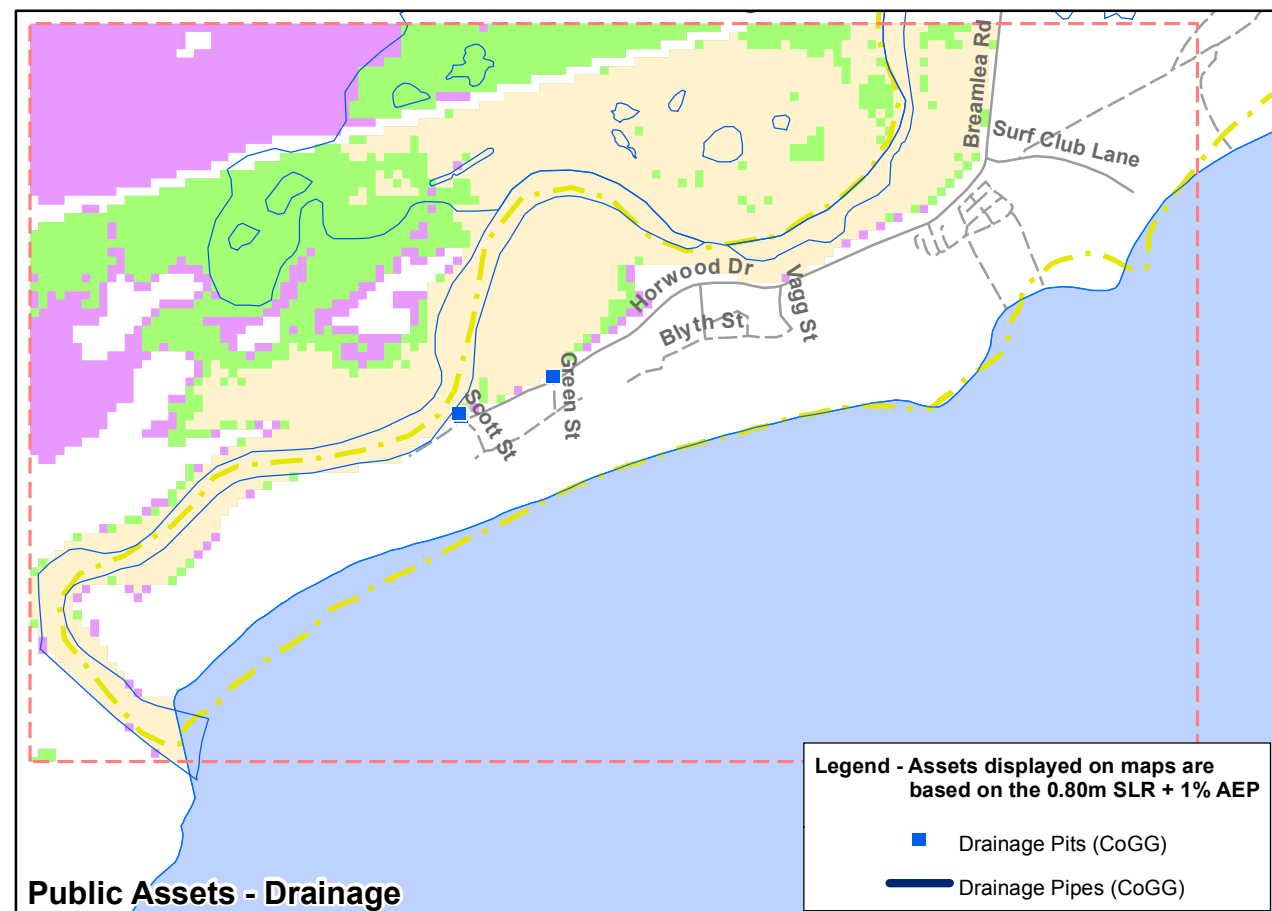 Breamlea Rd
Surf Club Lane
Horwood Dr
Vagg St
Blyth St
Green St
Scott St
Legend - Assets displayed on maps are
based on the 0.80m SLR + 1% AEP
Drainage Pits (CoGG)
Drainage Pipes (CoGG)
Public Assets - Drainage